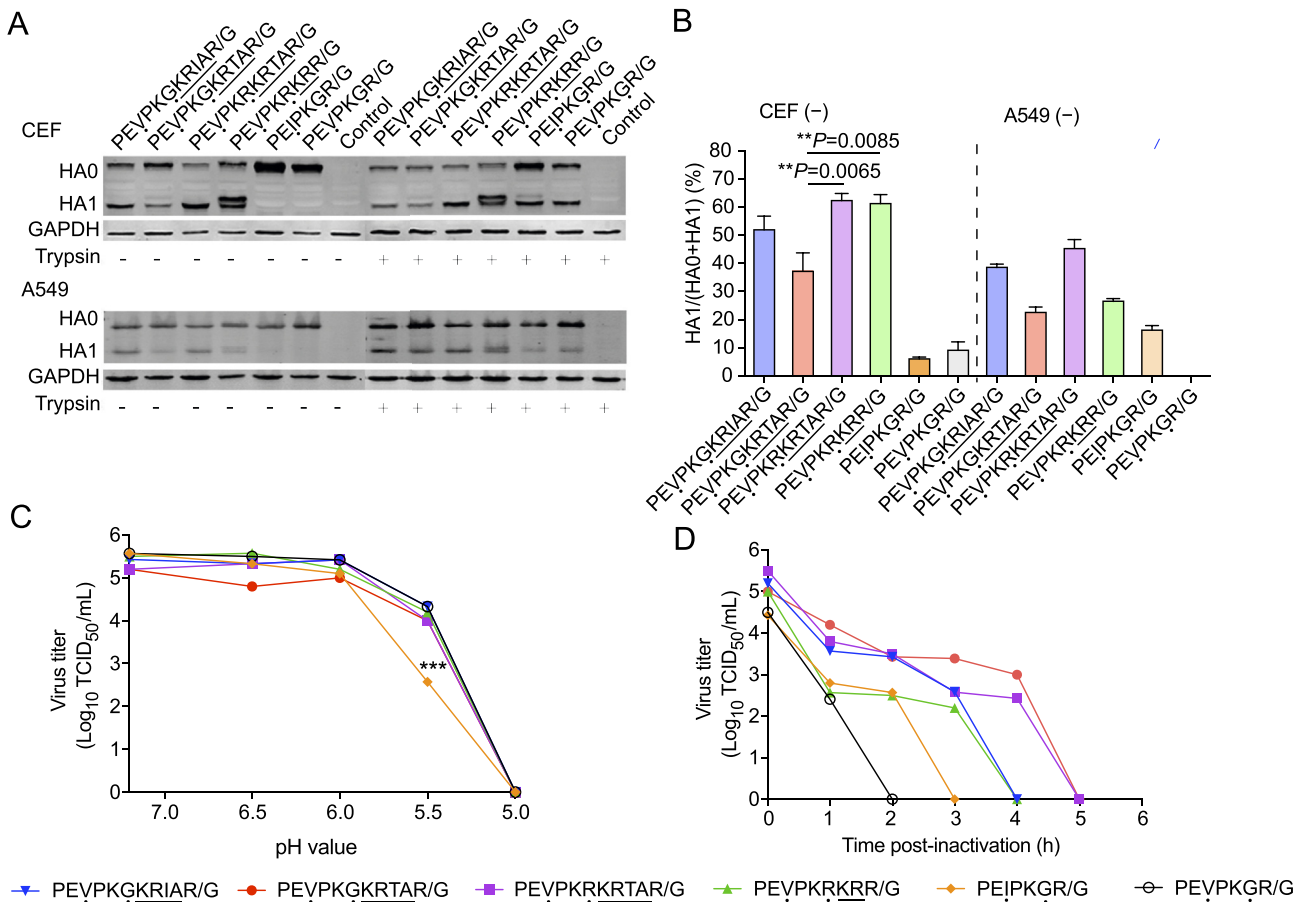 A
PEVPKGKRIAR/G
PEVPKGKRTAR/G
PEVPKRKRTAR/G
PEVPKRKRR/G
PEIPKGR/G
PEVPKGR/G
Control
PEVPKGKRIAR/G
PEVPKGKRTAR/G
PEVPKRKRTAR/G
PEVPKRKRR/G
PEIPKGR/G
PEVPKGR/G
Control
CEF
HA0
HA1
GAPDH
Trypsin - - - - - - - + + + + + + +
A549
HA0
HA1
GAPDH
Trypsin - - - - - - - + + + + + + +
B
CEF (−)
A549 (−)
**P=0.0085
**P=0.0065
HA1/(HA0+HA1) (%)
80
70
60
50
40
30
20
10
0
PEVPKGKRIAR/G
PEVPKGKRTAR/G
PEVPKRKRTAR/G
PEVPKRKRR/G
PEIPKGR/G
PEVPKGR/G
PEVPKGKRIAR/G
PEVPKGKRTAR/G
PEVPKRKRTAR/G
PEVPKRKRR/G
PEIPKGR/G
PEVPKGR/G
C
Virus titer
(Log10 TCID50/mL)
6
5
4
3
2
1
0
***
7.0 6.5 6.0 5.5 5.0
pH value
D
Virus titer
(Log10 TCID50/mL)
6
5
4
3
2
1
0
0 1 2 3 4 5 6
Time post-inactivation (h)
PEVPKGKRIAR/G PEVPKGKRTAR/G PEVPKRKRTAR/G PEVPKRKRR/G PEIPKGR/G PEVPKGR/G